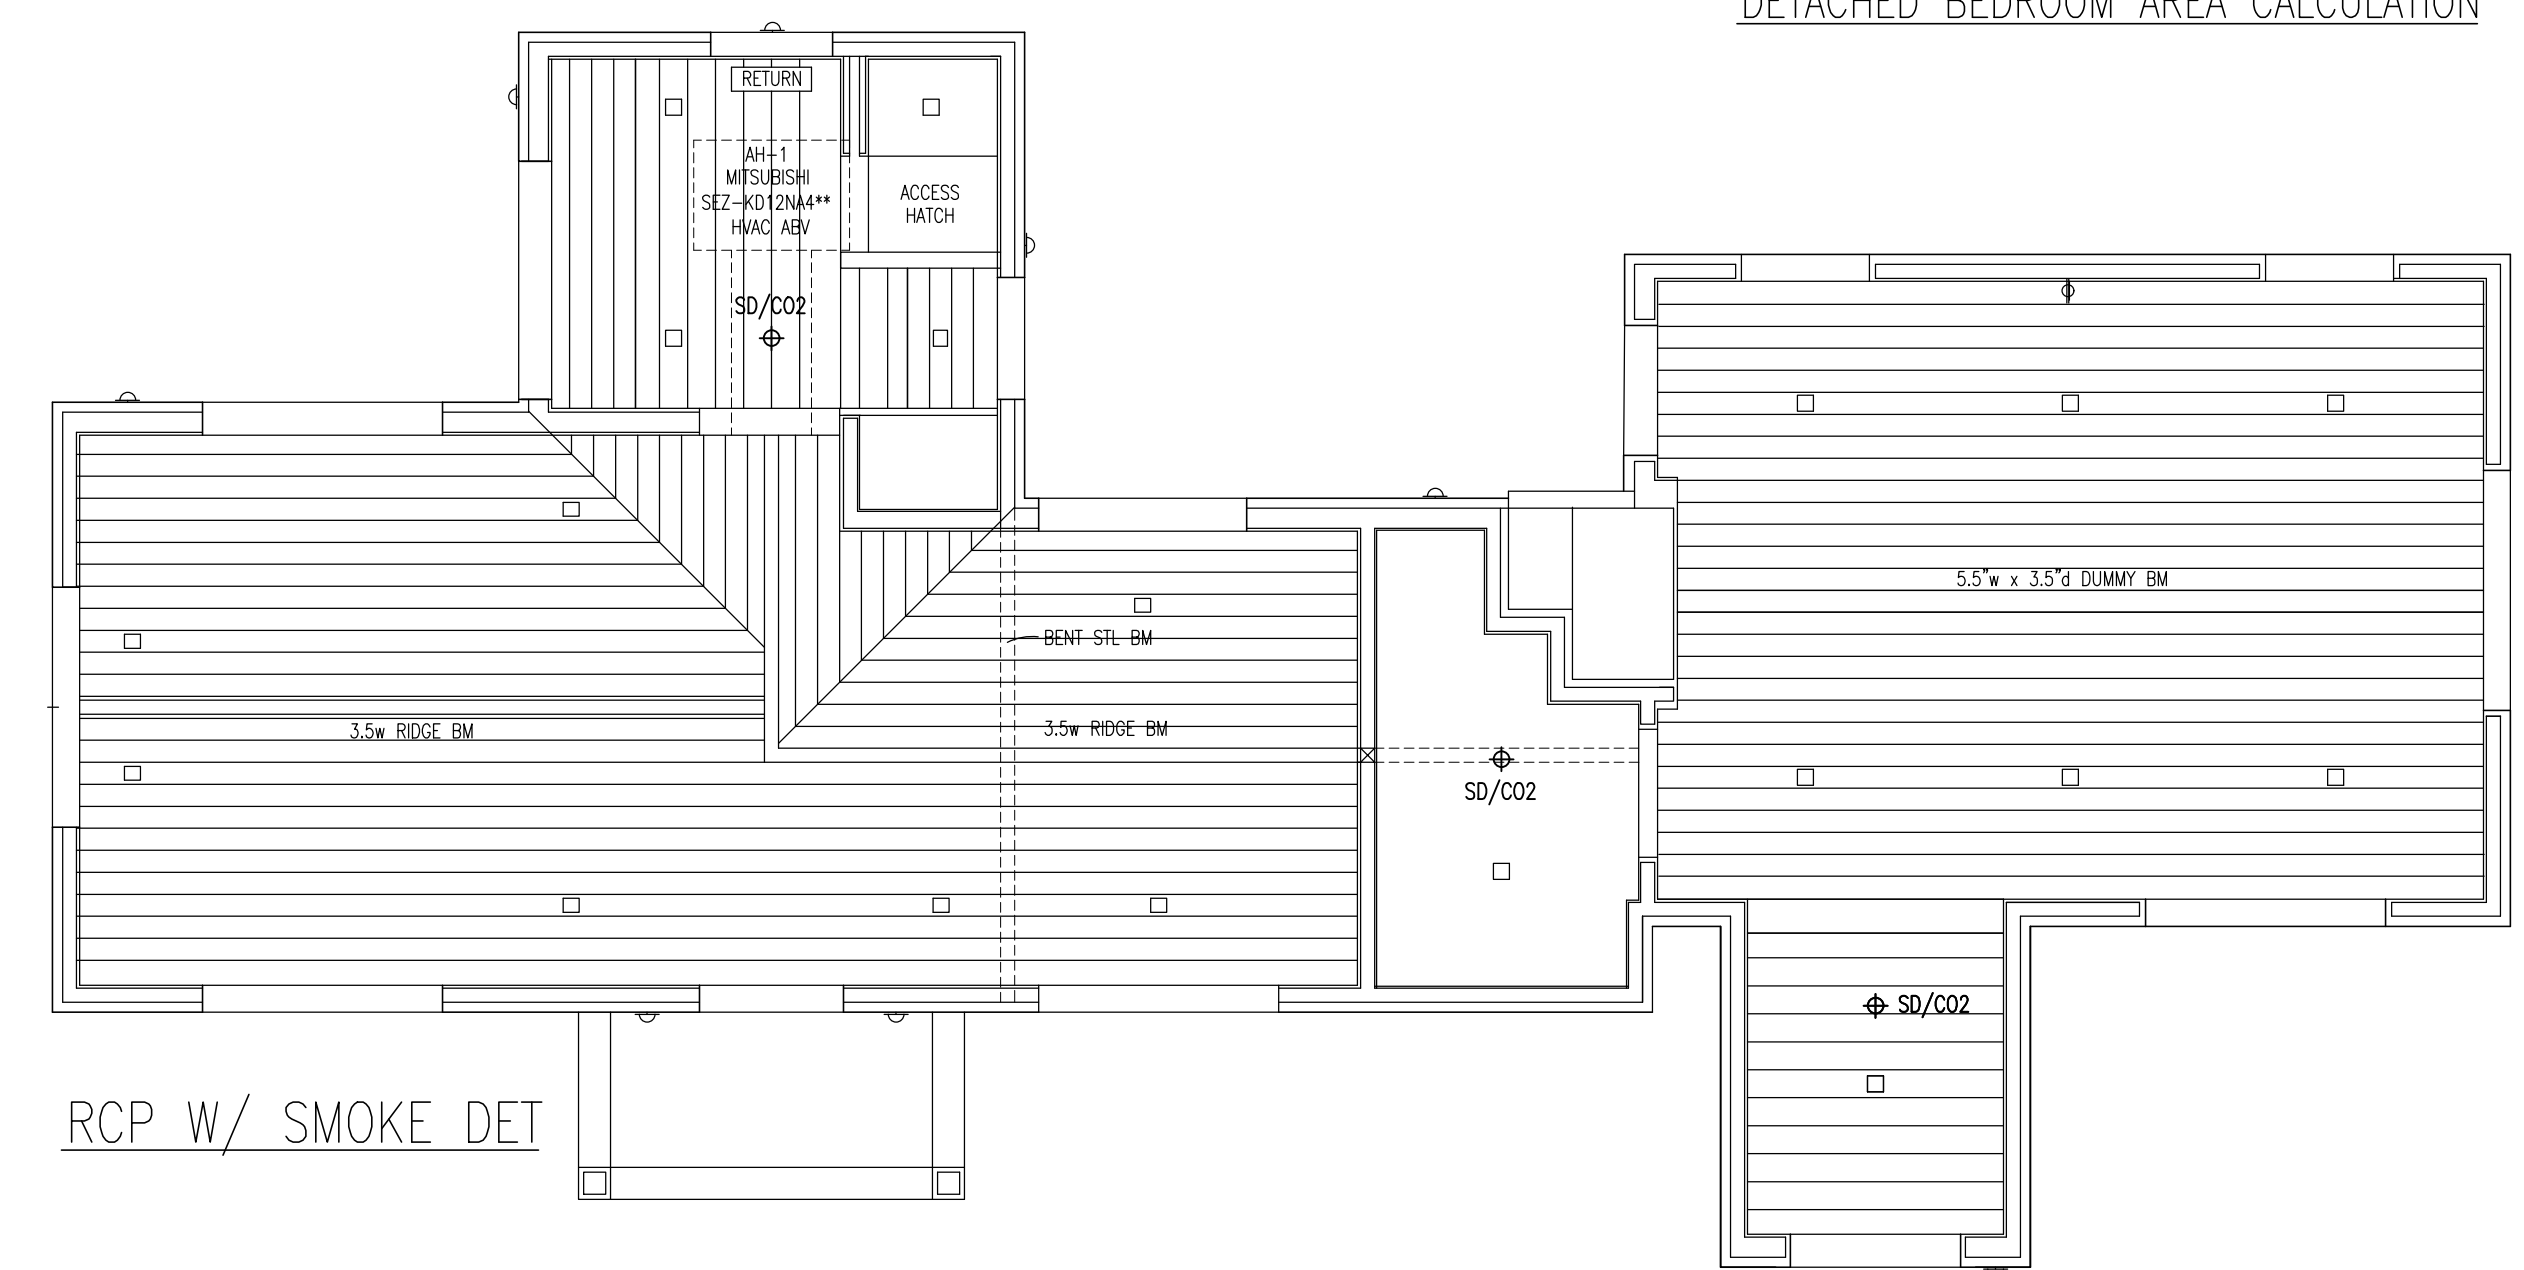 DETACHED BEDROOM AREA CALCULATION
RETURN
AH-1
MITSUBISHI
SEZ-KD12NA4**
HVAC ABV
ACCESS
HATCH
SD/CO2
5.5"w x 3.5"d DUMMY BM
BENT STL BM
3.5w RIDGE BM
3.5w RIDGE BM
SD/CO2
SD/CO2
RCP W/ SMOKE DET